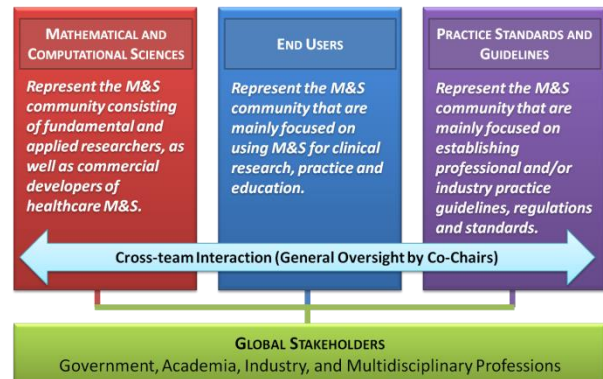 MATHEMATICAL AND
COMPUTATIONAL SCIENCES
Represent the M&S
community consisting
of fundamental and
applied researchers, as
well as commercial
developers of
healthcare M&S.
END USERS
Represent the M&S
community that are
mainly focused on
using M&S for clinical
research, practice and
education.
PRACTICE STANDARDS AND
GUIDELINES
Represent the M&S
community that are
mainly focused on
establishing
professional and/or
industry practice
guidelines, regulations
and standards.
Cross-team Interaction (General Oversight by Co-Chairs)
GLOBAL STAKEHOLDERS
Government, Academia, Industry, and Multidisciplinary Professions